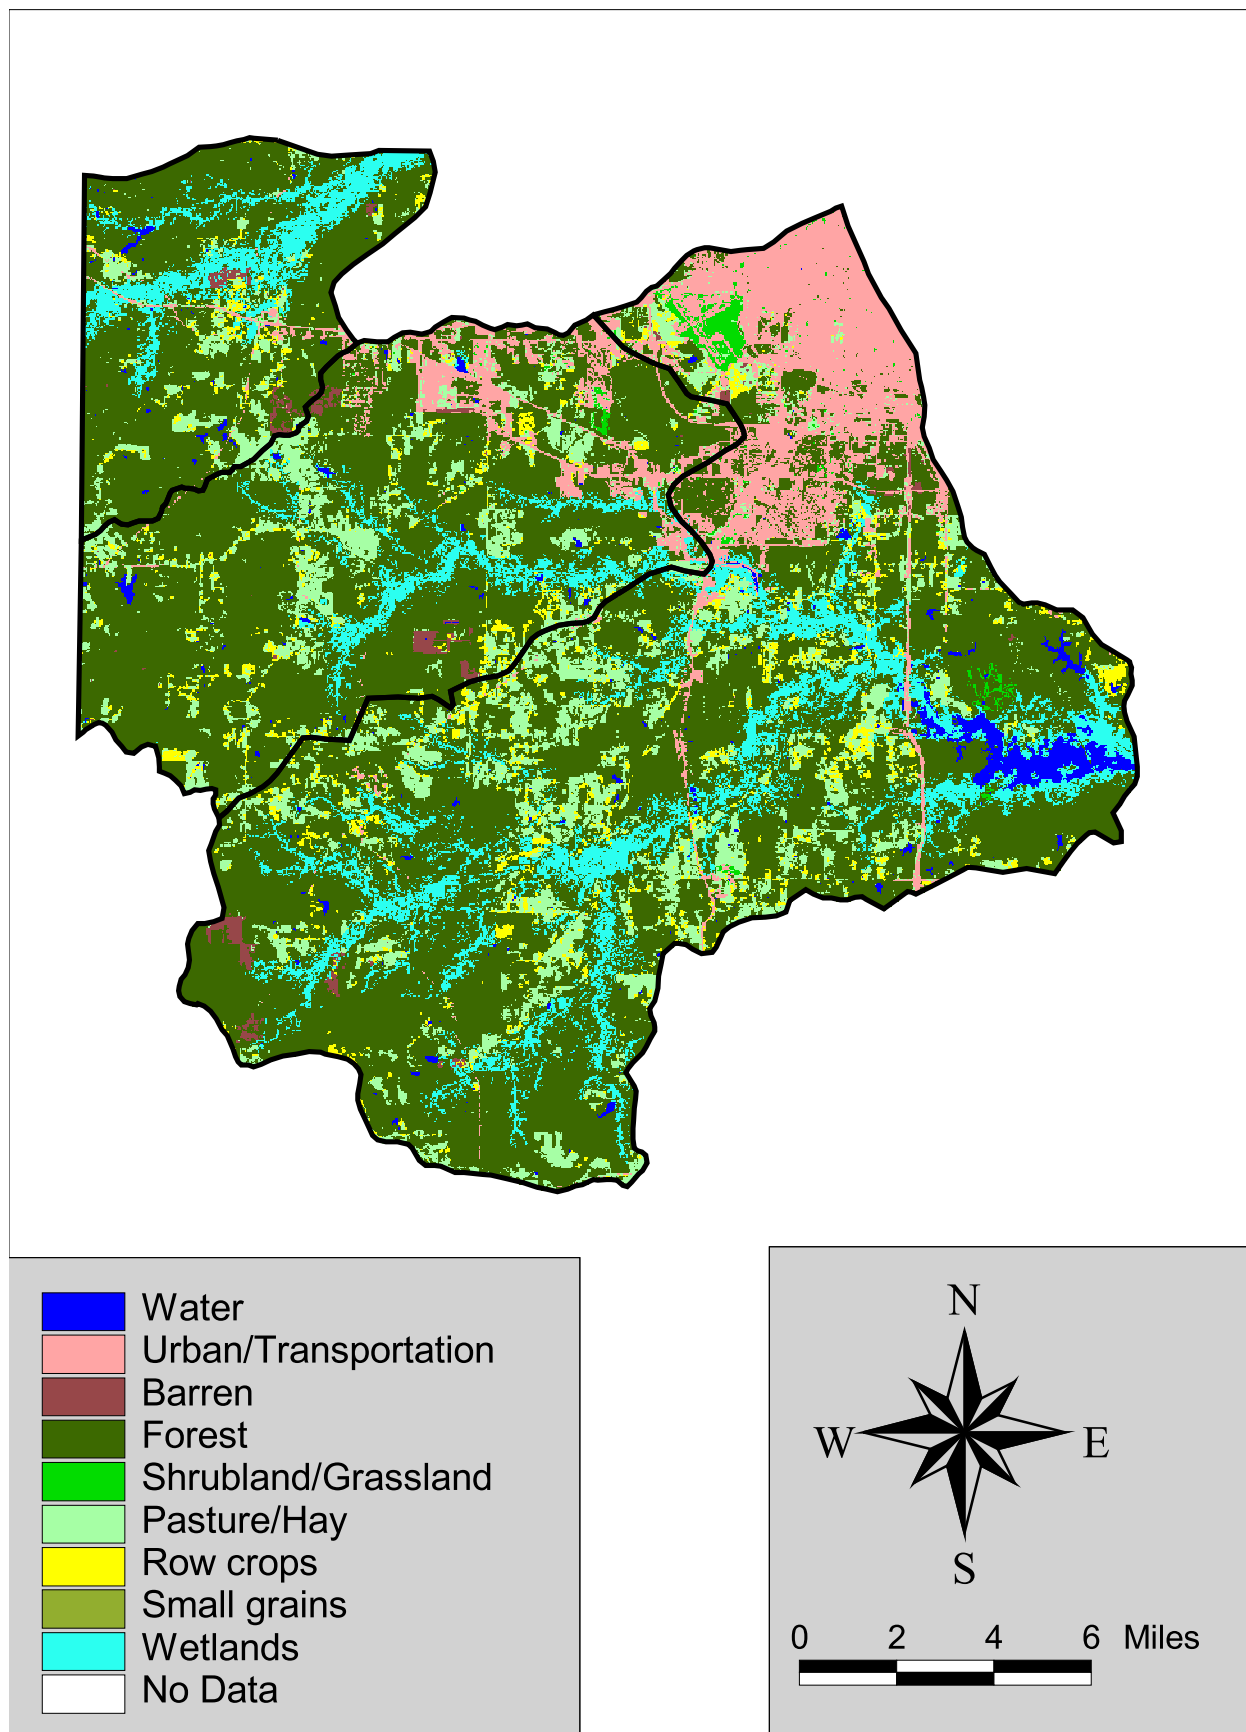 Water
Urban/Transportation
Barren
Forest
Shrubland/Grassland
Pasture/Hay
Row crops
Small grains
Wetlands
No Data
N
W E
S
0 2 4 6 Miles